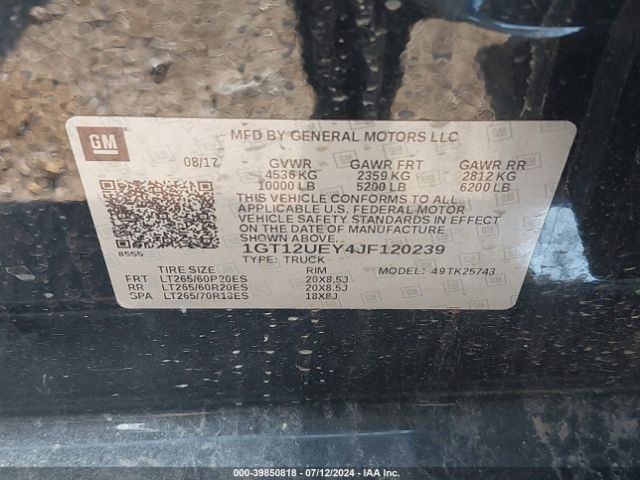 GM
MFD BY GENERAL MOTORS LLC
08/17 GVWR GAWR FRT GAWR RR
4536 KG 2359 KG 2812 KG
10000 LB 5200 LB 6200 LB
THIS VEHICLE CONFORMS TO ALL
APPLICABLE U.S. FEDERAL MOTOR
VEHICLE SAFETY STANDARDS IN EFFECT
ON THE DATE OF MANUFACTURE
SHOWN ABOVE.
1GT12UEY4JF120239
8555 TYPE: TRUCK
TIRE SIZE RIM MODEL: 49TK25743
FRT LT265/60R20ES 20X8.5J
RR LT265/60R20ES 20X8.5J
SPA LT265/70R18ES 18X8J
000-39850818 - 07/12/2024 - IAA Inc.